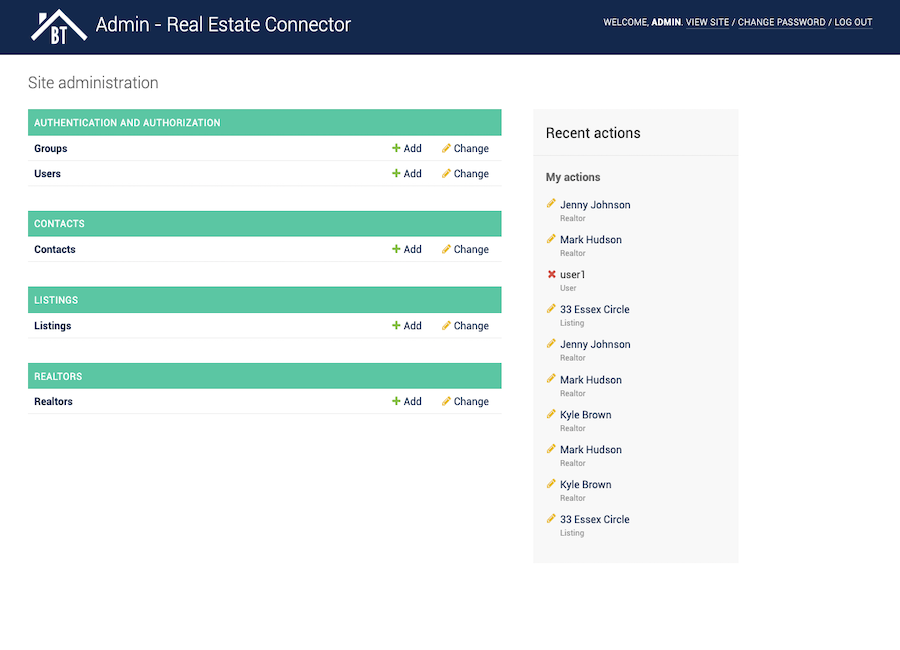 BT
Admin - Real Estate Connector
WELCOME, ADMIN. VIEW SITE / CHANGE PASSWORD / LOG OUT
Site administration
AUTHENTICATION AND AUTHORIZATION
Groups Add Change
Users Add Change
CONTACTS
Contacts Add Change
LISTINGS
Listings Add Change
REALTORS
Realtors Add Change
Recent actions
My actions
Jenny Johnson
Realtor
Mark Hudson
Realtor
user1
User
33 Essex Circle
Listing
Jenny Johnson
Realtor
Mark Hudson
Realtor
Kyle Brown
Realtor
Mark Hudson
Realtor
Kyle Brown
Realtor
33 Essex Circle
Listing